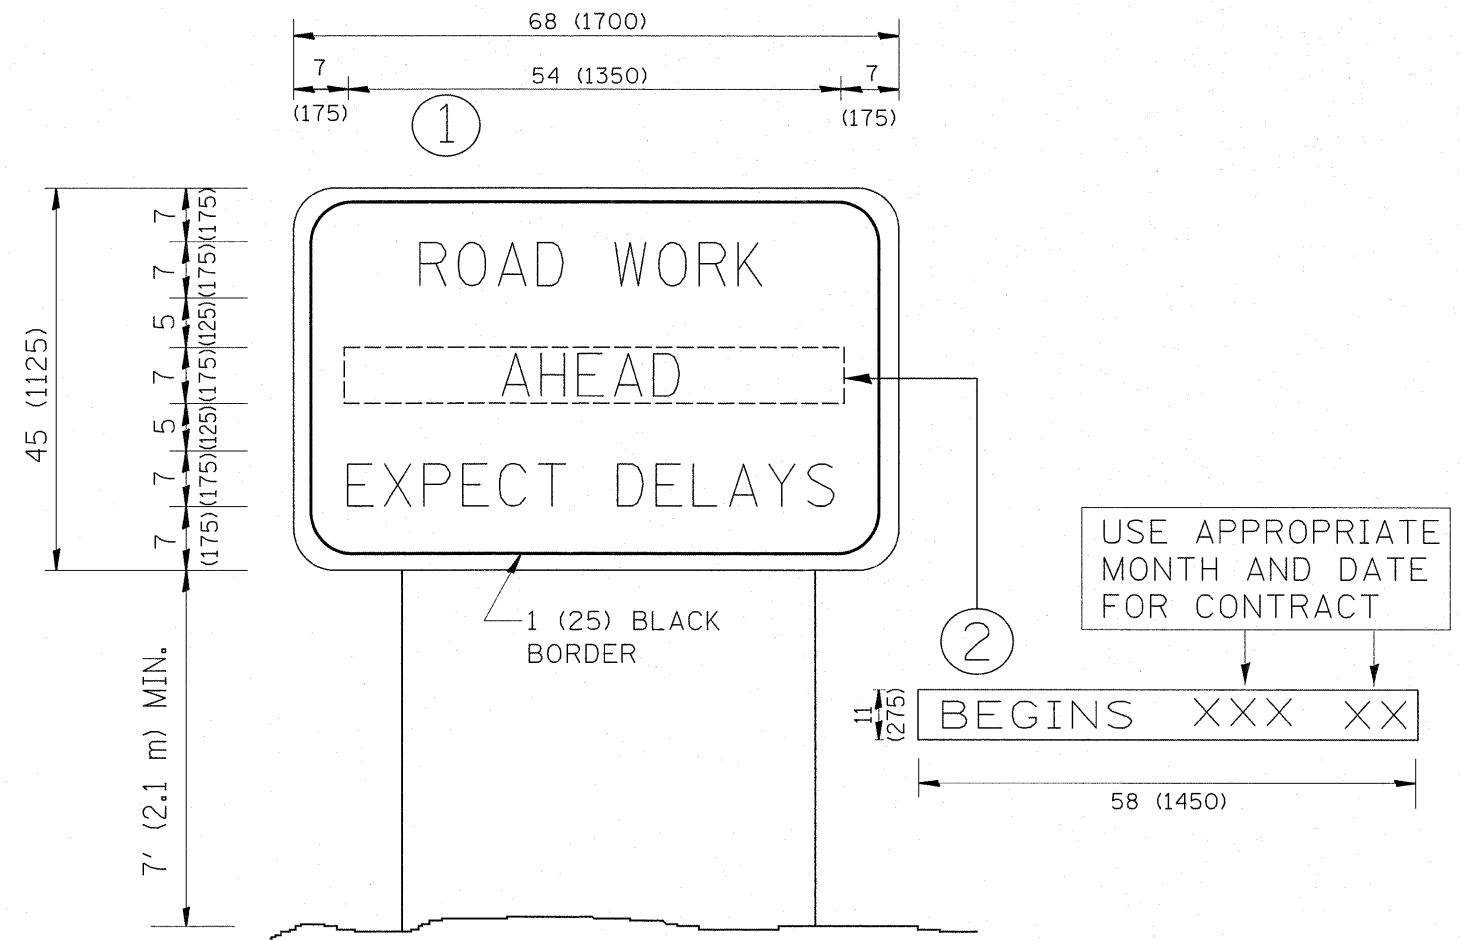 68 (1700)
7
54 (1350)
7
(175)
(175)
1
7
(175)
7
(175)
5
(125)
7
(175)
5
(125)
7
(175)
7
(175)
45 (1125)
ROAD WORK
AHEAD
EXPECT DELAYS
1 (25) BLACK
BORDER
7' (2.1 m) MIN.
2
USE APPROPRIATE
MONTH AND DATE
FOR CONTRACT
11
(275)
BEGINS XXX XX
58 (1450)